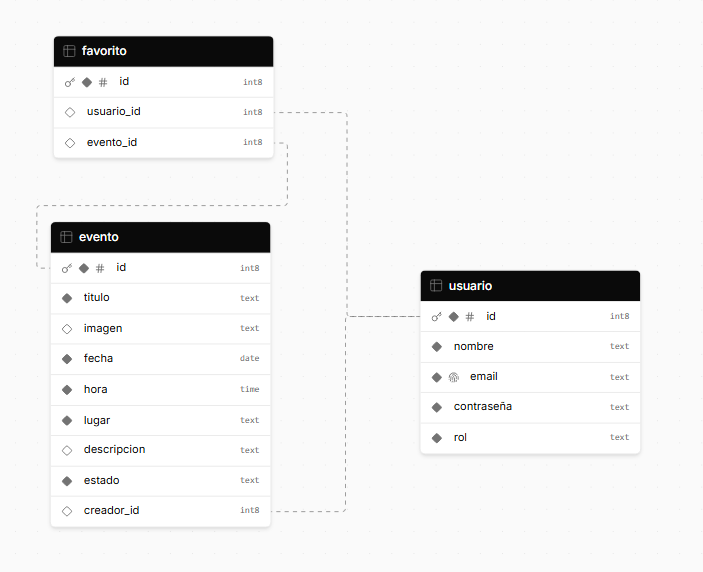 favorito
id int8
usuario_id int8
evento_id int8
evento
id int8
titulo text
imagen text
fecha date
hora time
lugar text
descripcion text
estado text
creador_id int8
usuario
id int8
nombre text
email text
contraseña text
rol text